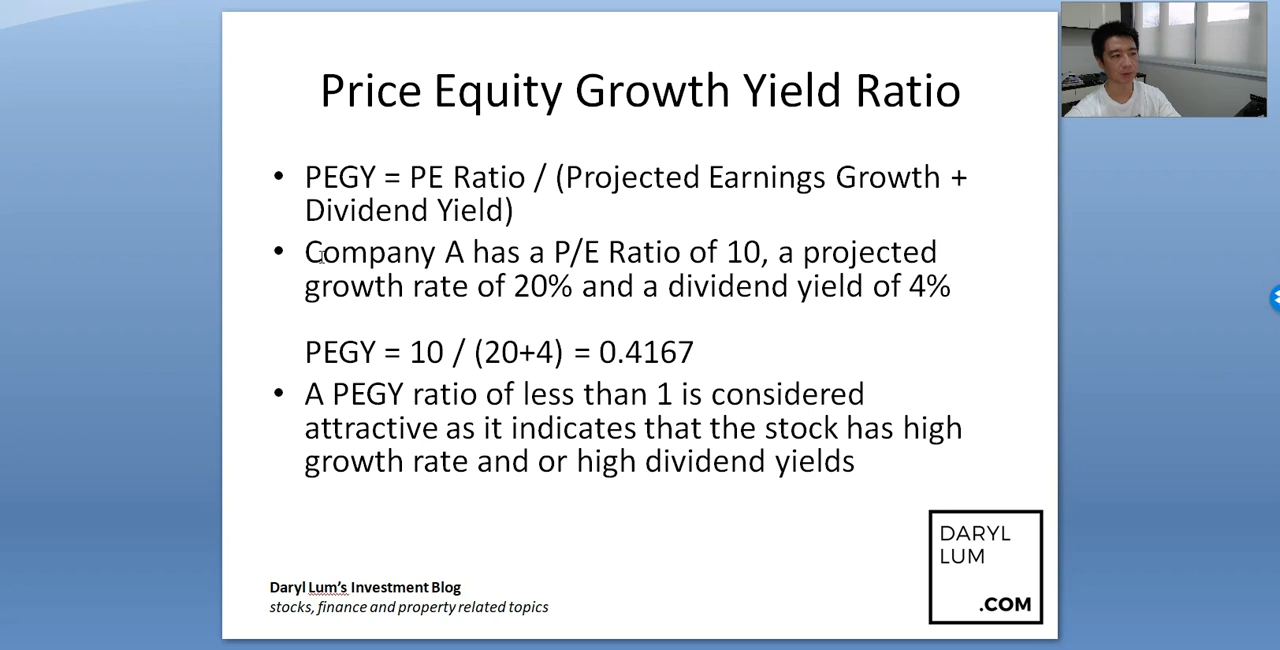 Price Equity Growth Yield Ratio
• PEGY = PE Ratio / (Projected Earnings Growth +
Dividend Yield)
• Company A has a P/E Ratio of 10, a projected
growth rate of 20% and a dividend yield of 4%
PEGY = 10 / (20+4) = 0.4167
• A PEGY ratio of less than 1 is considered
attractive as it indicates that the stock has high
growth rate and or high dividend yields
DARYL
LUM
.COM
Daryl Lum's Investment Blog
stocks, finance and property related topics